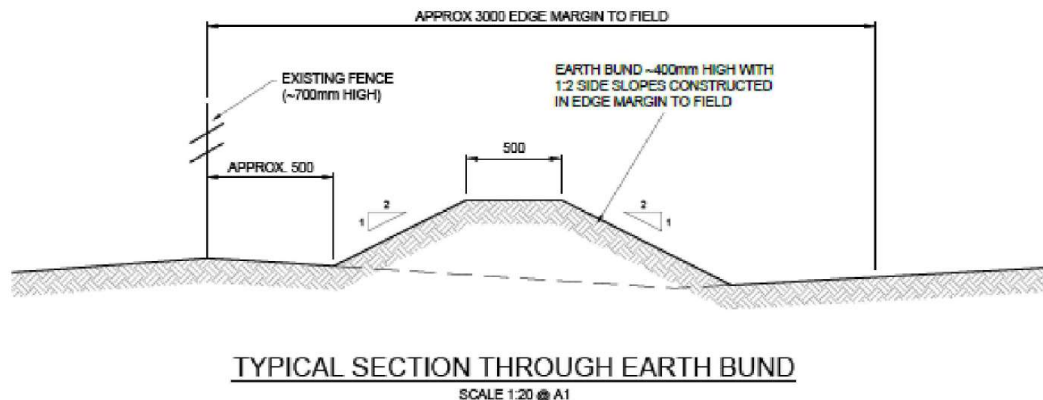 APPROX 3000 EDGE MARGIN TO FIELD
EXISTING FENCE
(~700mm HIGH)
EARTH BUND ~400mm HIGH WITH
1:2 SIDE SLOPES CONSTRUCTED
IN EDGE MARGIN TO FIELD
APPROX. 500
500
2
1
2
1
TYPICAL SECTION THROUGH EARTH BUND
SCALE 1:20 @ A1